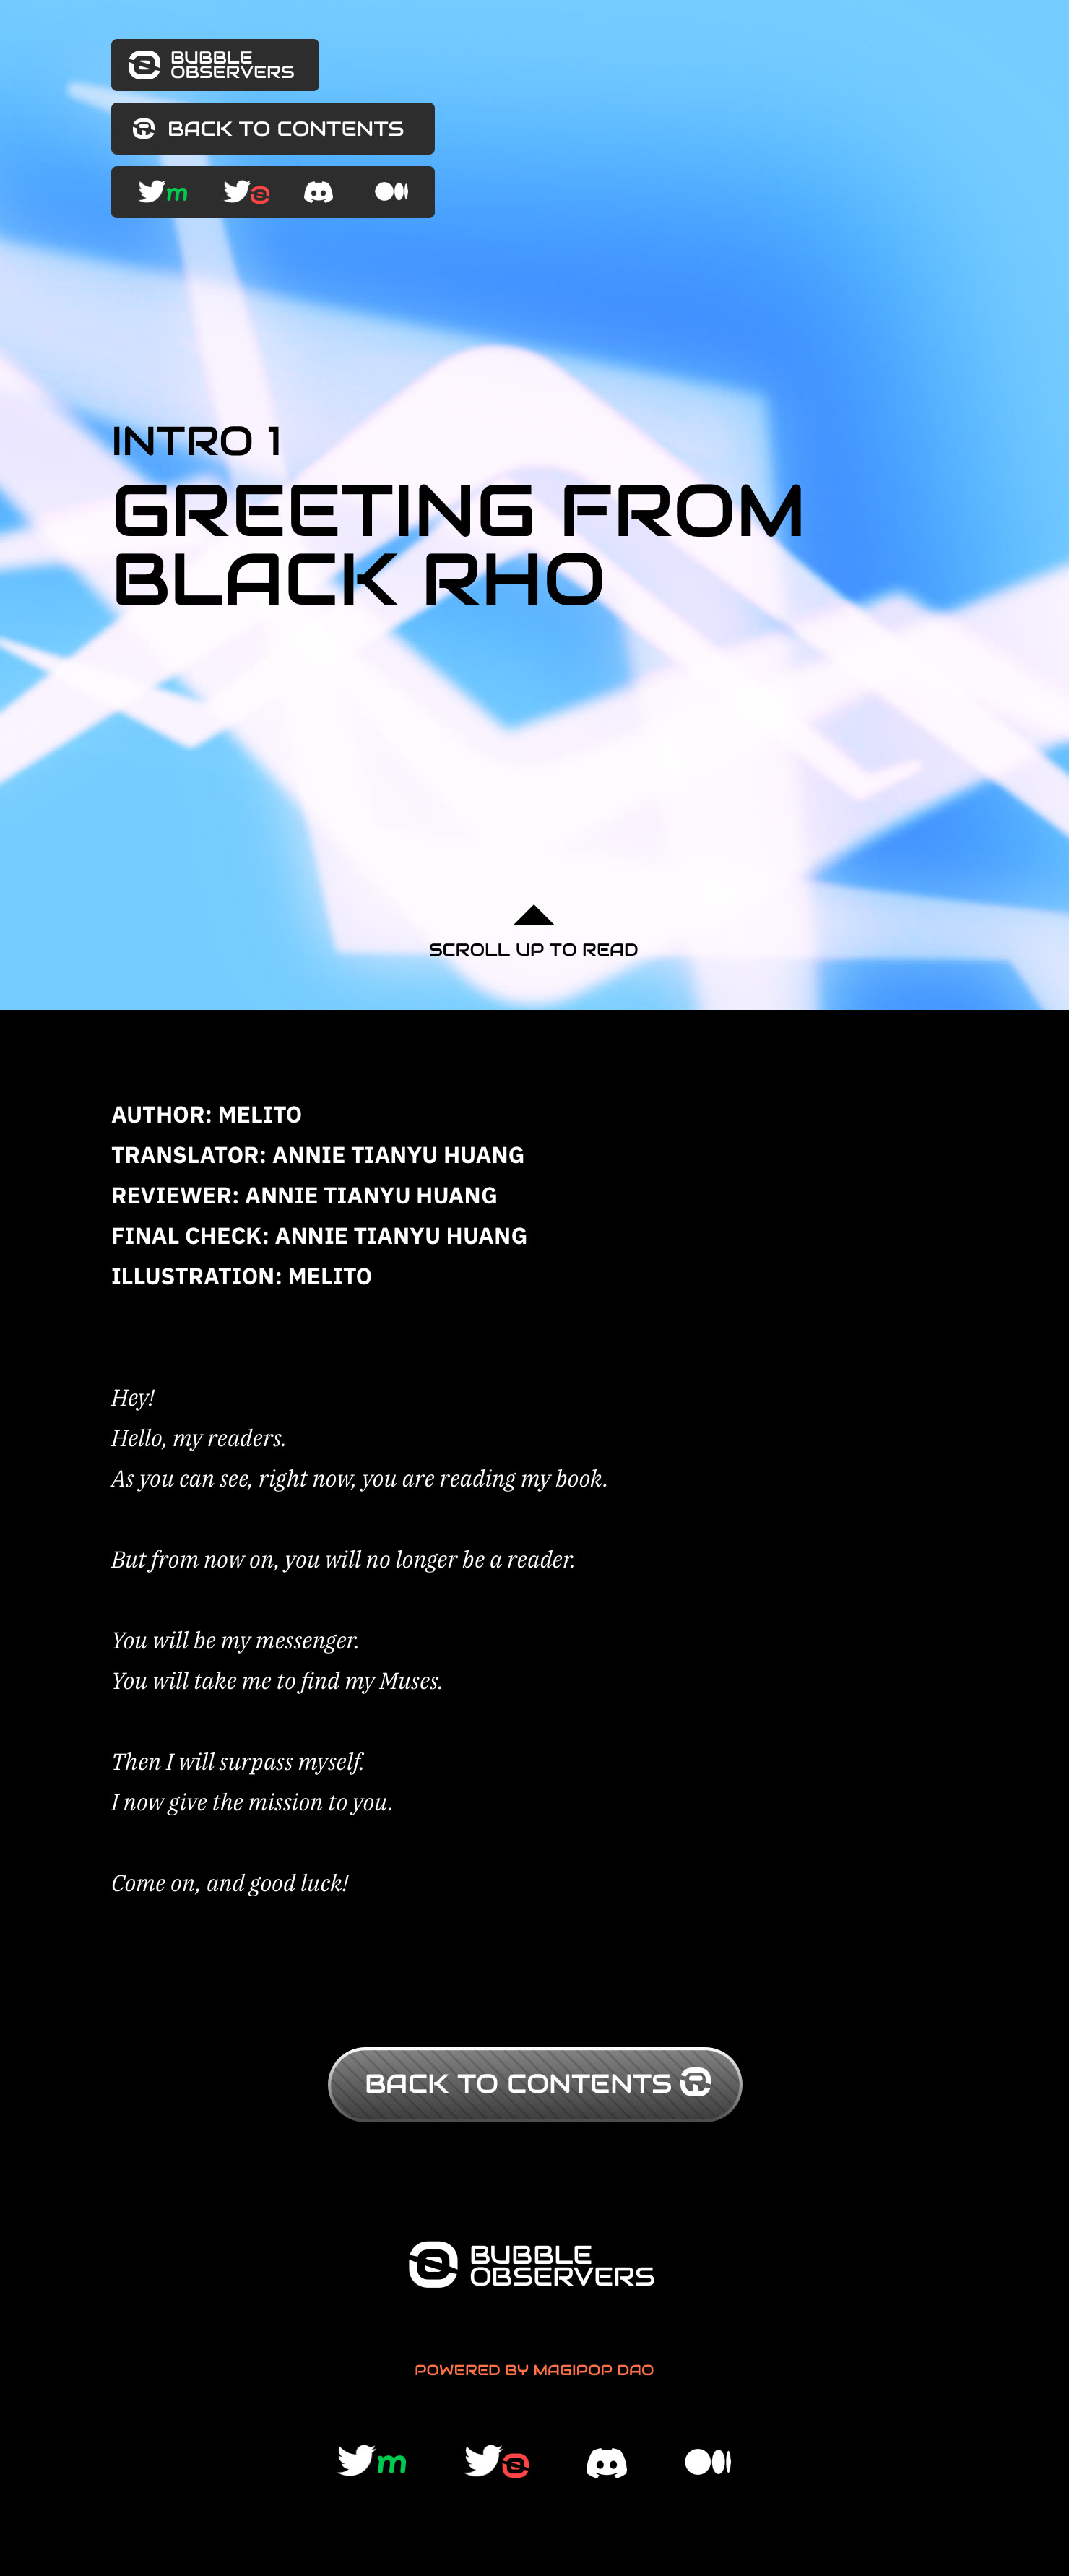 BUBBLE
OBSERVERS
BACK TO CONTENTS
m
INTRO 1
GREETING FROM
BLACK RHO
SCROLL UP TO READ
AUTHOR: MELITO
TRANSLATOR: ANNIE TIANYU HUANG
REVIEWER: ANNIE TIANYU HUANG
FINAL CHECK: ANNIE TIANYU HUANG
ILLUSTRATION: MELITO
Hey!
Hello, my readers.
As you can see, right now, you are reading my book.
But from now on, you will no longer be a reader.
You will be my messenger.
You will take me to find my Muses.
Then I will surpass myself.
I now give the mission to you.
Come on, and good luck!
BACK TO CONTENTS
BUBBLE
OBSERVERS
POWERED BY MAGIPOP DAO
m